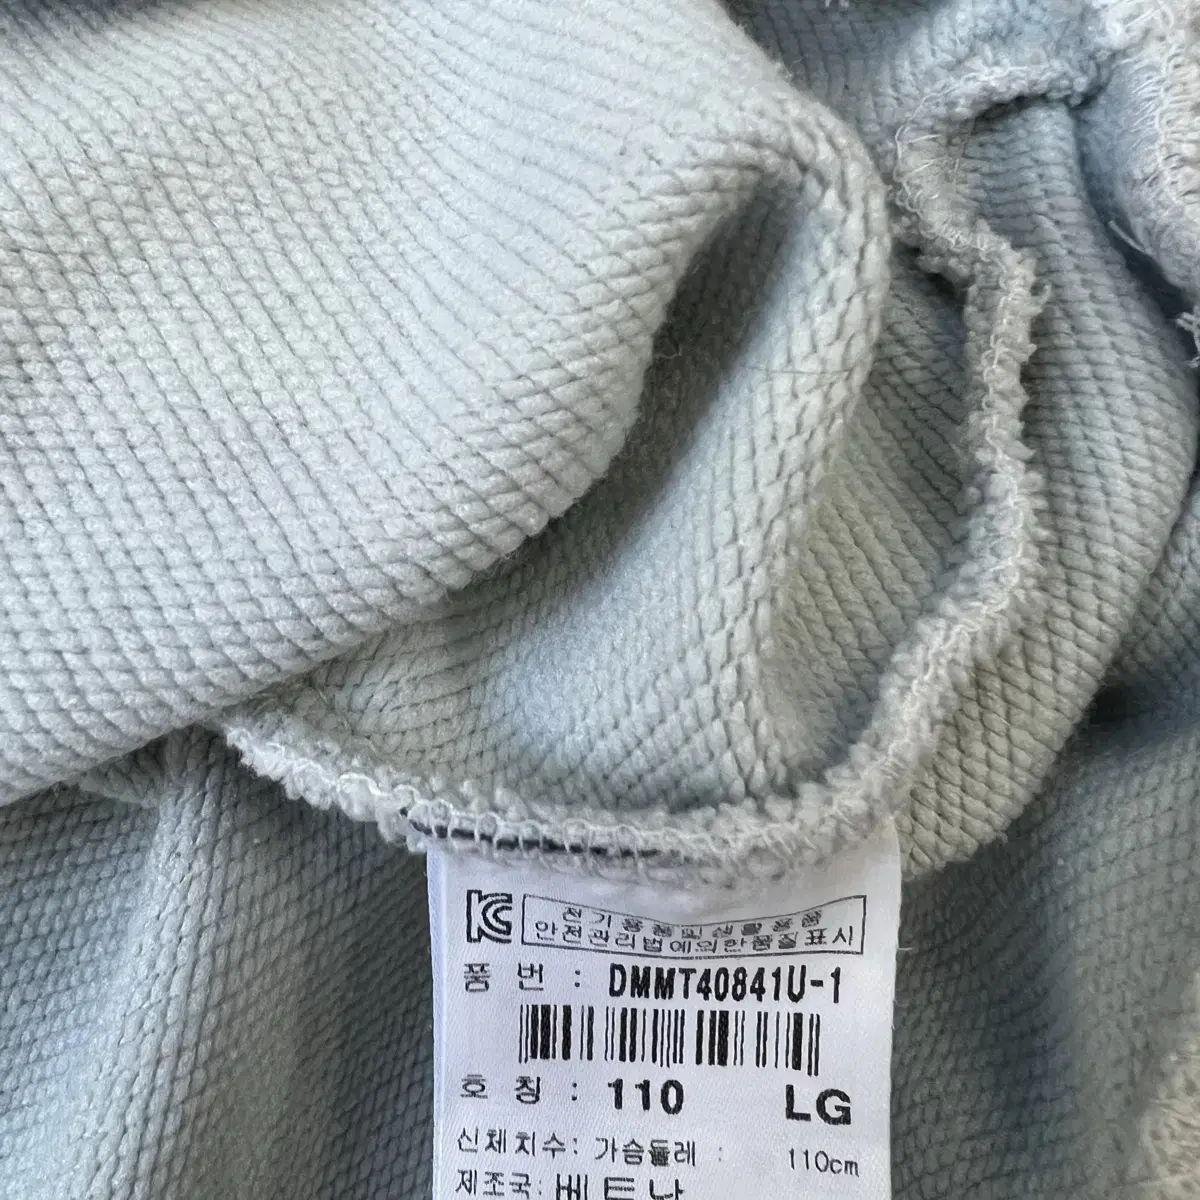 KC 전기용품및생활용품
안전관리법에의한품질표시
품 번 : DMMT40841U-1
호 칭 : 110 LG
신체치수: 가슴둘레 : 110cm
제조국: 베트남